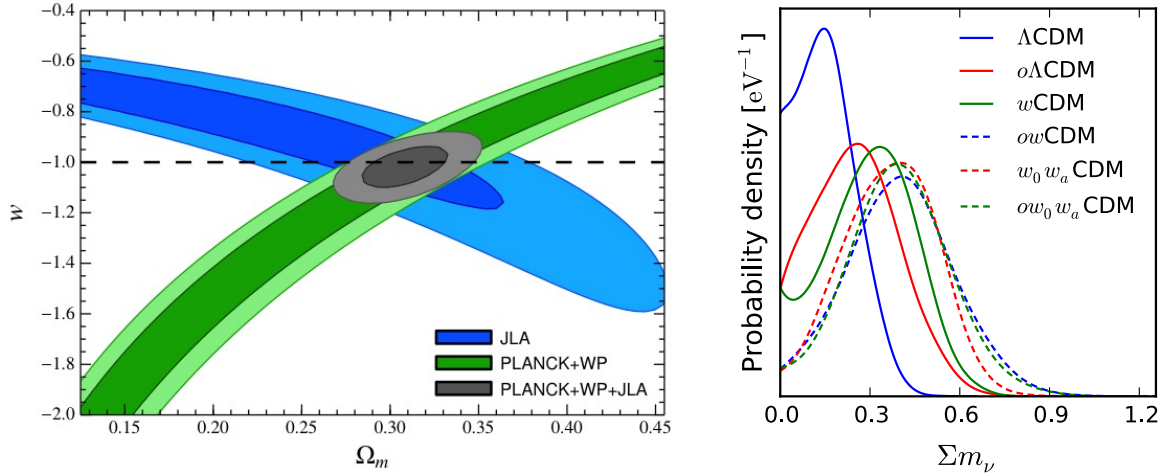 −0.4
−0.6
−0.8
−1.0
−1.2
−1.4
−1.6
−1.8
−2.0
w
0.15 0.20 0.25 0.30 0.35 0.40 0.45
Ωₘ
JLA
PLANCK+WP
PLANCK+WP+JLA
Probability density [eV⁻¹]
ΛCDM
oΛCDM
wCDM
owCDM
w₀wₐCDM
ow₀wₐCDM
0.0 0.3 0.6 0.9 1.2
Σm_ν